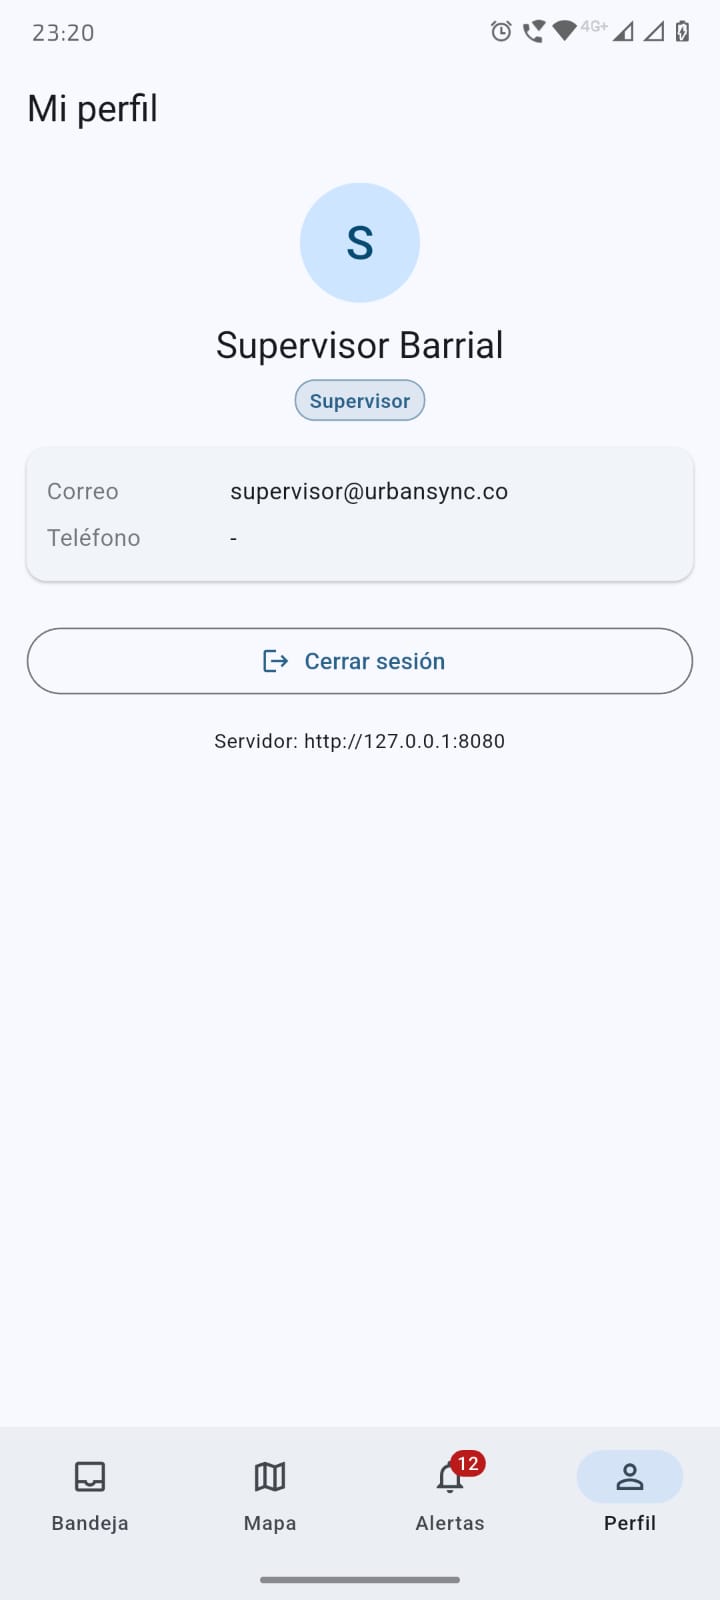 23:20
4G+
Mi perfil
S
Supervisor Barrial
Supervisor
Correo supervisor@urbansync.co
Teléfono -
Cerrar sesión
Servidor: http://127.0.0.1:8080
12
Bandeja Mapa Alertas Perfil